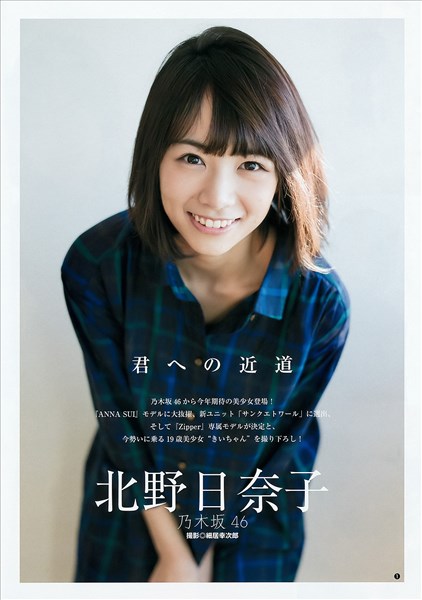 君への近道
乃木坂46から今年期待の美少女登場！
「ANNA SUI」モデルに大抜擢、新ユニット「サンクエトワール」に選出、
そして「Zipper」専属モデルが決定と、
今勢いに乗る19歳美少女“きいちゃん”を撮り下ろし！
北野日奈子
乃木坂46
撮影◎細居幸次郎
1